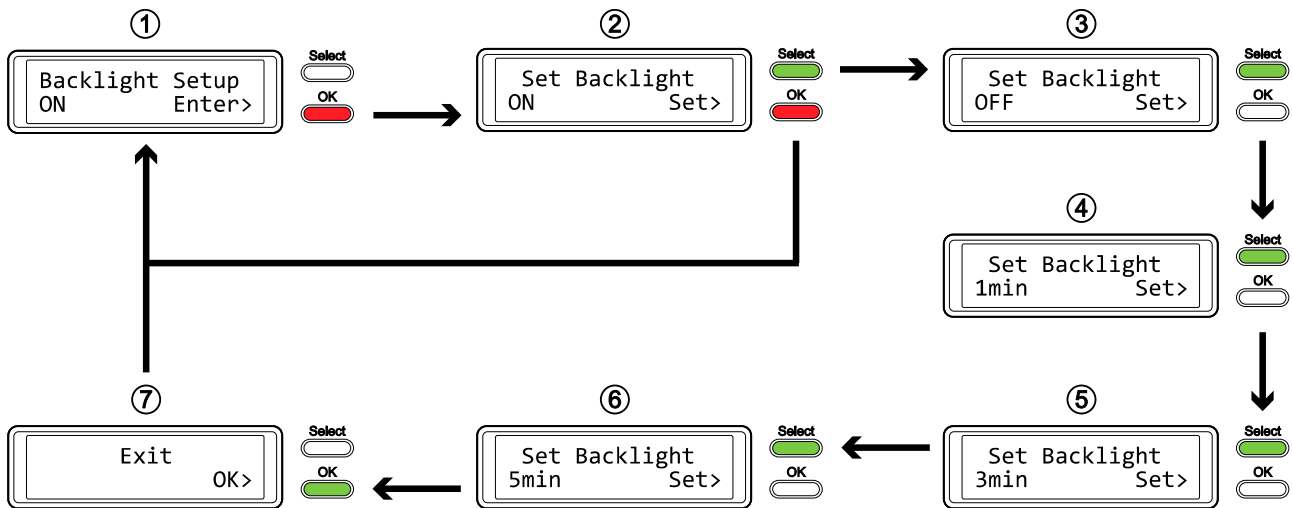 ①
Backlight Setup
ON Enter>
Select
OK
②
Set Backlight
ON Set>
Select
OK
③
Set Backlight
OFF Set>
Select
OK
④
Set Backlight
1min Set>
Select
OK
⑤
Set Backlight
3min Set>
Select
OK
⑥
Set Backlight
5min Set>
Select
OK
⑦
Exit
OK>
Select
OK